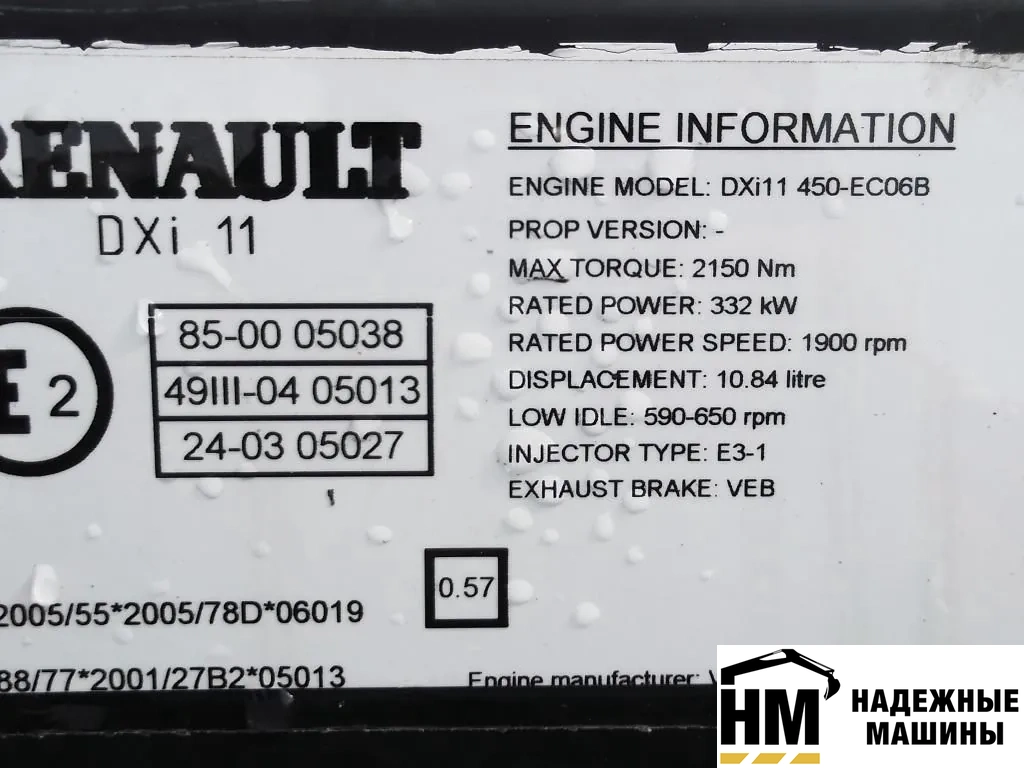 RENAULT
DXi 11
E2
85-00 05038
49III-04 05013
24-03 05027
0.57
2005/55*2005/78D*06019
88/77*2001/27B2*05013
ENGINE INFORMATION
ENGINE MODEL: DXi11 450-EC06B
PROP VERSION: -
MAX TORQUE: 2150 Nm
RATED POWER: 332 kW
RATED POWER SPEED: 1900 rpm
DISPLACEMENT: 10.84 litre
LOW IDLE: 590-650 rpm
INJECTOR TYPE: E3-1
EXHAUST BRAKE: VEB
Engine manufacturer:
НМ
НАДЕЖНЫЕ
МАШИНЫ